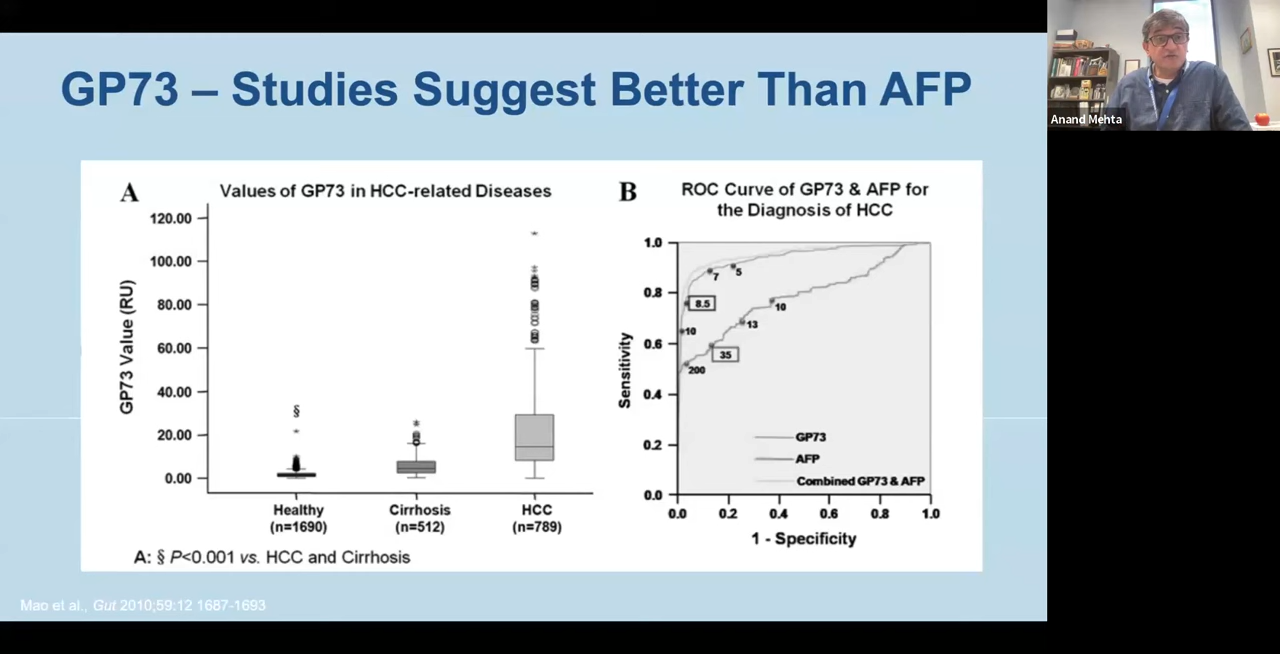 GP73 – Studies Suggest Better Than AFP
Anand Mehta
A
Values of GP73 in HCC-related Diseases
120.00
100.00
80.00
60.00
40.00
20.00
0.00
GP73 Value (RU)
§
Healthy
(n=1690)
Cirrhosis
(n=512)
HCC
(n=789)
A: § P<0.001 vs. HCC and Cirrhosis
B
ROC Curve of GP73 & AFP for
the Diagnosis of HCC
1.0
0.8
0.6
0.4
0.2
0.0
Sensitivity
7
5
8.5
10
10
13
35
200
GP73
AFP
Combined GP73 & AFP
0.0 0.2 0.4 0.6 0.8 1.0
1 - Specificity
Mao et al., Gut 2010;59:12 1687-1693